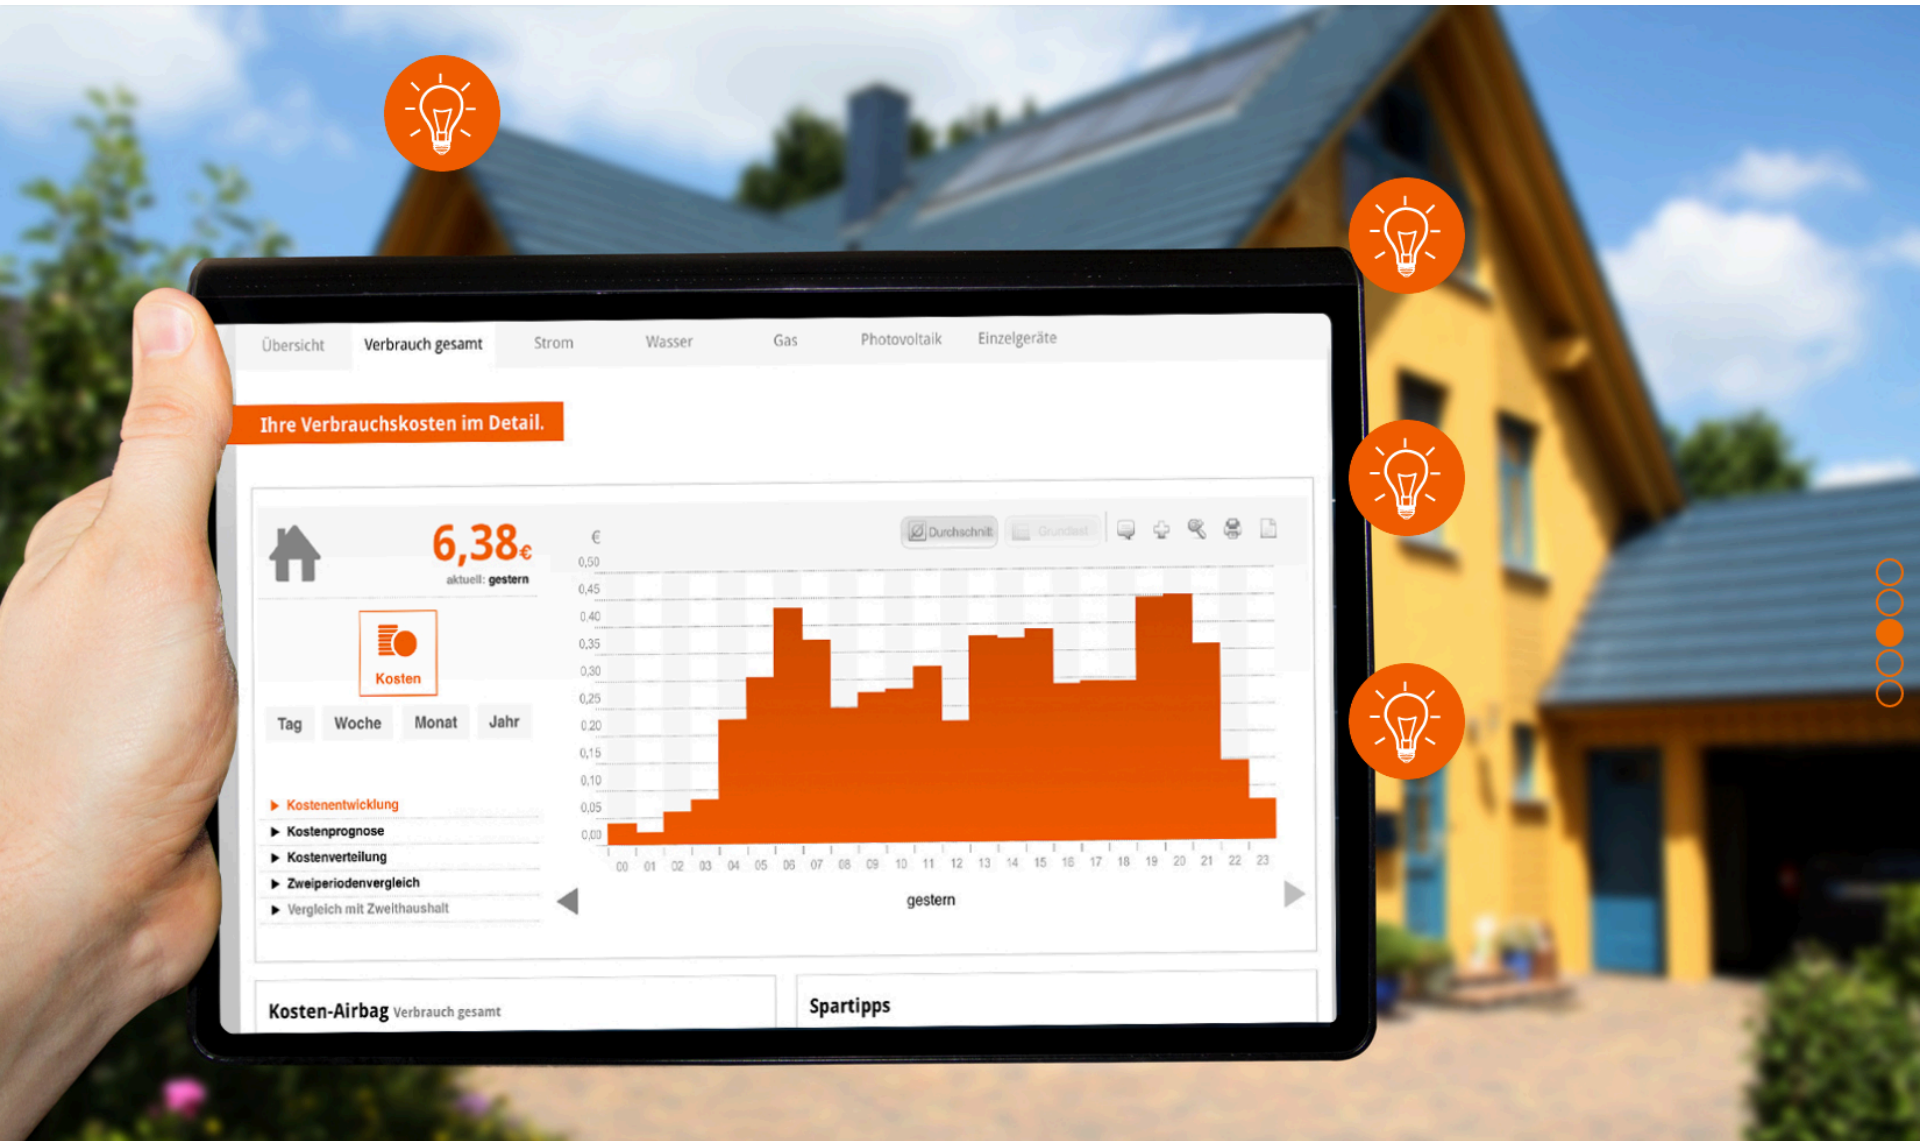 Übersicht Verbrauch gesamt Strom Wasser Gas Photovoltaik Einzelgeräte
Ihre Verbrauchskosten im Detail.
6,38€
aktuell: gestern
Kosten
Tag Woche Monat Jahr
Kostenentwicklung
Kostenprognose
Kostenverteilung
Zweiperiodenvergleich
Vergleich mit Zweithaushalt
Durchschnitt Grundlast
€
0,50
0,45
0,40
0,35
0,30
0,25
0,20
0,15
0,10
0,05
0,00
00 01 02 03 04 05 06 07 08 09 10 11 12 13 14 15 16 17 18 19 20 21 22 23
gestern
Kosten-Airbag Verbrauch gesamt
Spartipps